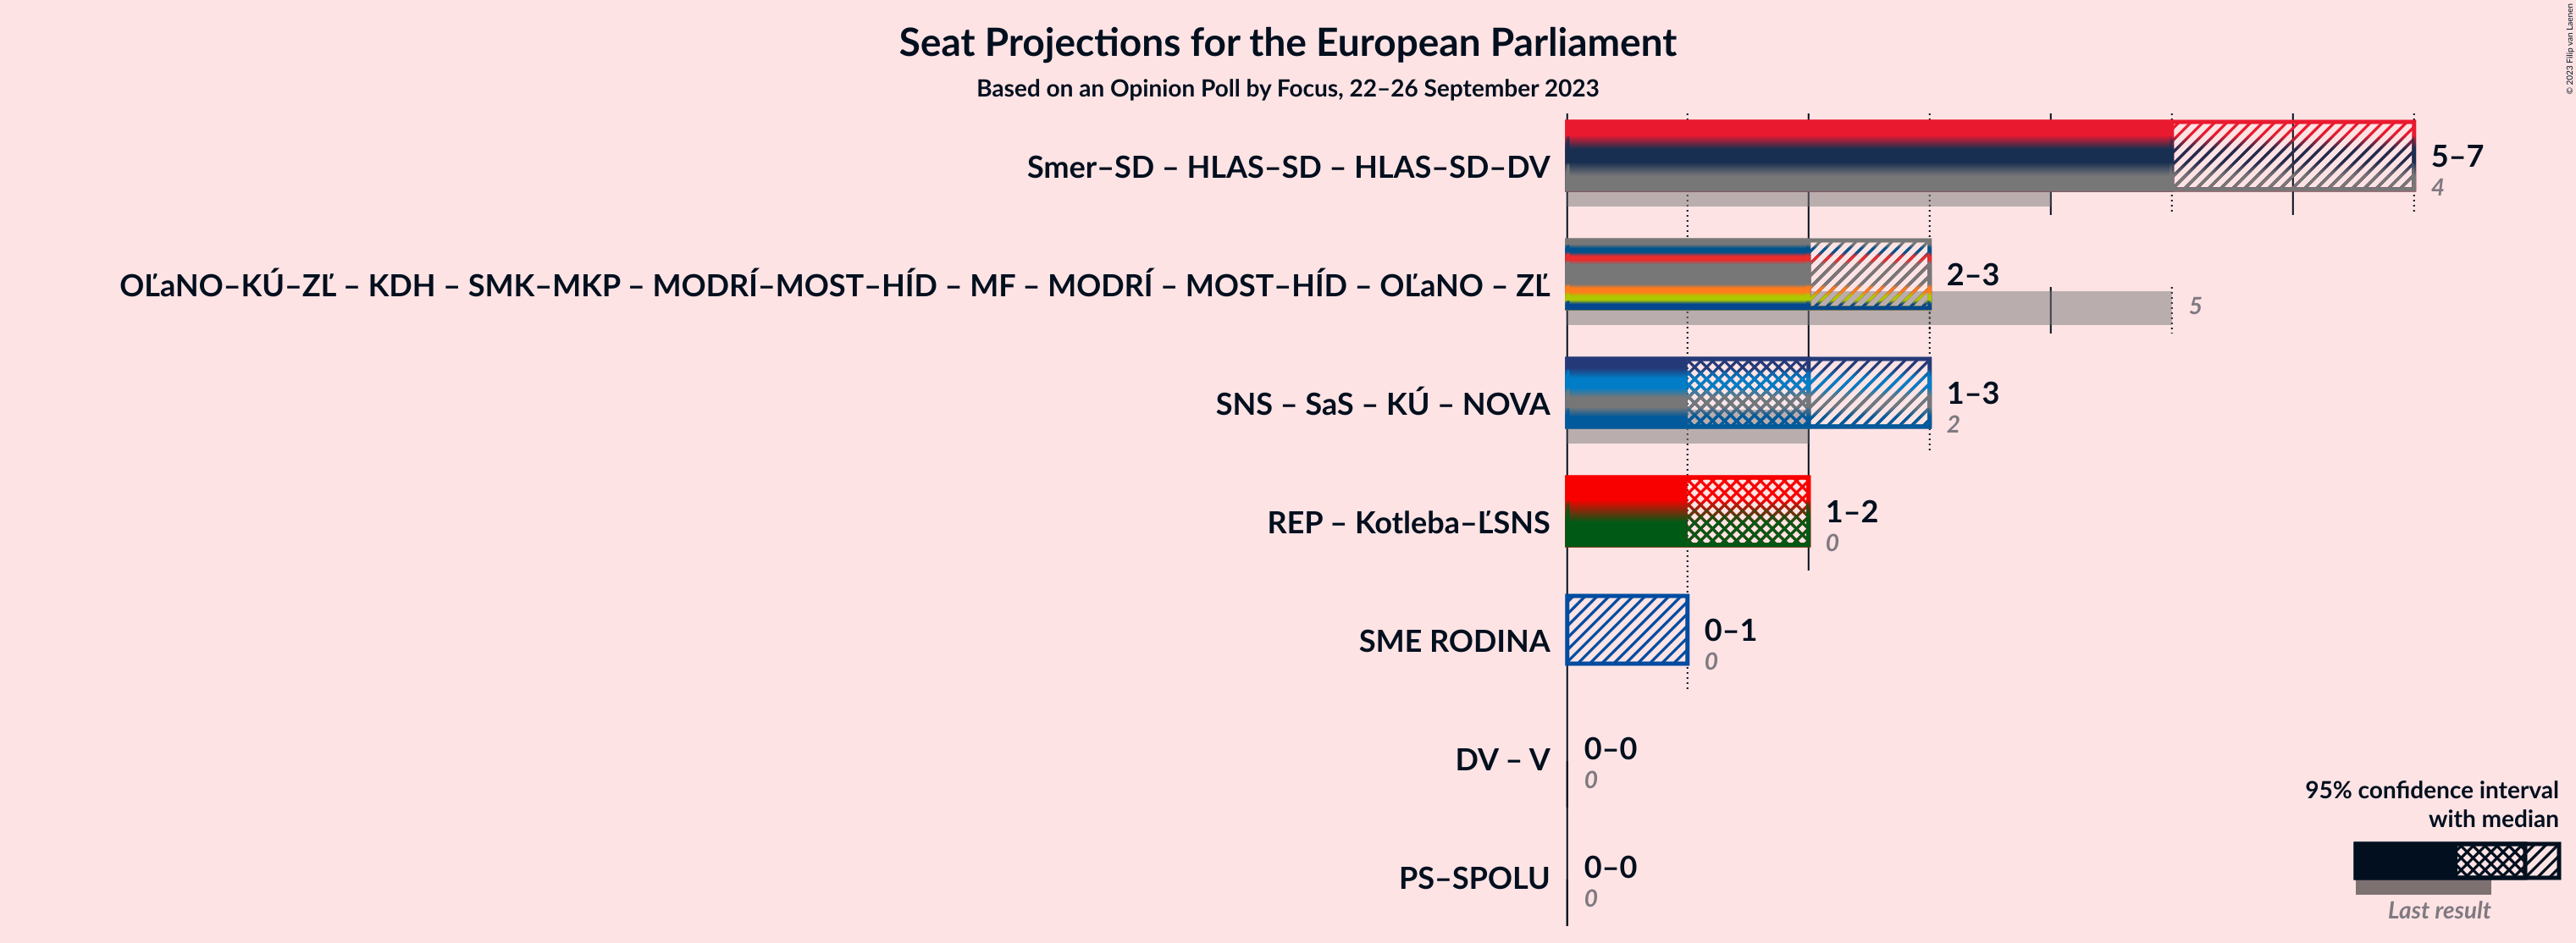 Seat Projections for the European Parliament
Based on an Opinion Poll by Focus, 22–26 September 2023
© 2023 Filip van Laenen
Smer–SD – HLAS–SD – HLAS–SD–DV
5–7
4
OĽaNO–KÚ–ZĽ – KDH – SMK–MKP – MODRÍ–MOST–HÍD – MF – MODRÍ – MOST–HÍD – OĽaNO – ZĽ
2–3
5
SNS – SaS – KÚ – NOVA
1–3
2
REP – Kotleba–ĽSNS
1–2
0
SME RODINA
0–1
0
DV – V
0–0
0
PS–SPOLU
0–0
0
95% confidence interval
with median
Last result